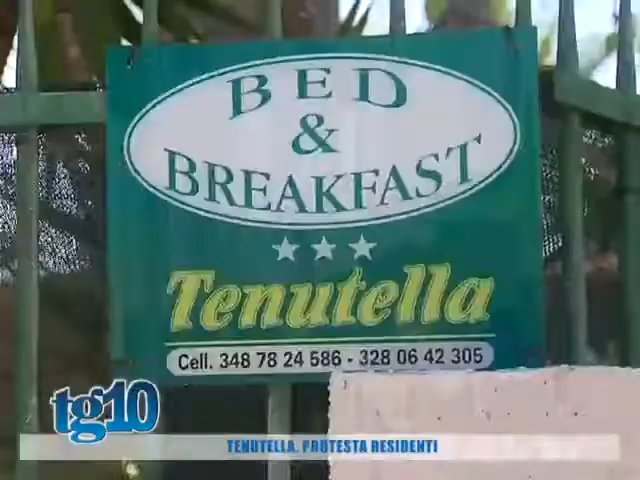 BED
&
BREAKFAST
Tenutella
Cell. 348 78 24 586 - 328 06 42 305
tg10
TENUTELLA. PROTESTA RESIDENTI